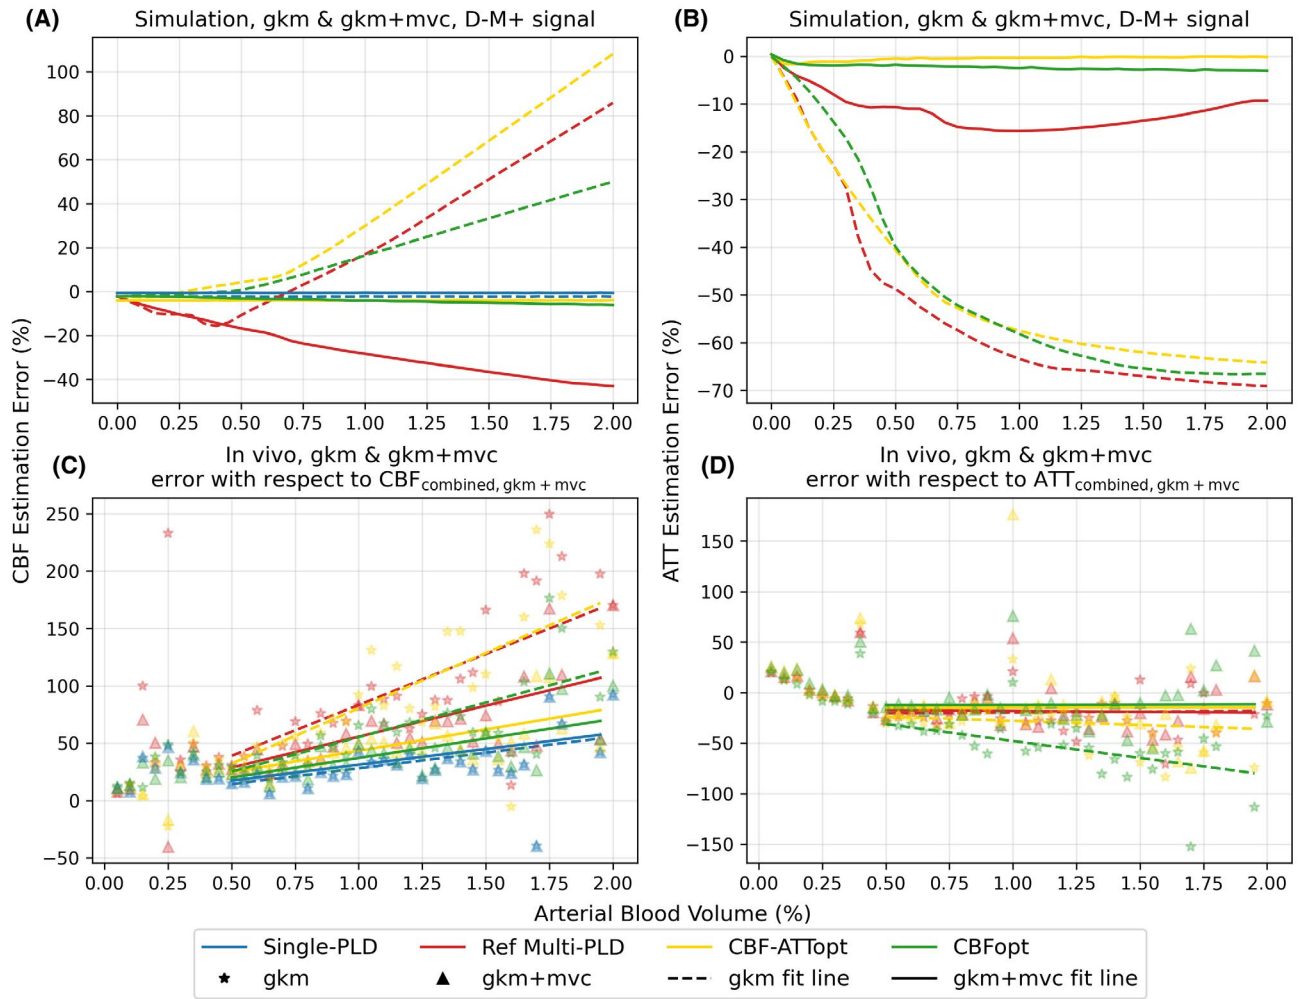 (A) Simulation, gkm & gkm+mvc, D-M+ signal
100
80
60
40
20
0
−20
−40
0.00 0.25 0.50 0.75 1.00 1.25 1.50 1.75 2.00
(B) Simulation, gkm & gkm+mvc, D-M+ signal
0
−10
−20
−30
−40
−50
−60
−70
0.00 0.25 0.50 0.75 1.00 1.25 1.50 1.75 2.00
CBF Estimation Error (%)
ATT Estimation Error (%)
(C) In vivo, gkm & gkm+mvc
error with respect to CBFcombined, gkm + mvc
250
200
150
100
50
0
−50
0.00 0.25 0.50 0.75 1.00 1.25 1.50 1.75 2.00
(D) In vivo, gkm & gkm+mvc
error with respect to ATTcombined, gkm + mvc
150
100
50
0
−50
−100
−150
0.00 0.25 0.50 0.75 1.00 1.25 1.50 1.75 2.00
Arterial Blood Volume (%)
Single-PLD Ref Multi-PLD CBF-ATTopt CBFopt
gkm gkm+mvc gkm fit line gkm+mvc fit line